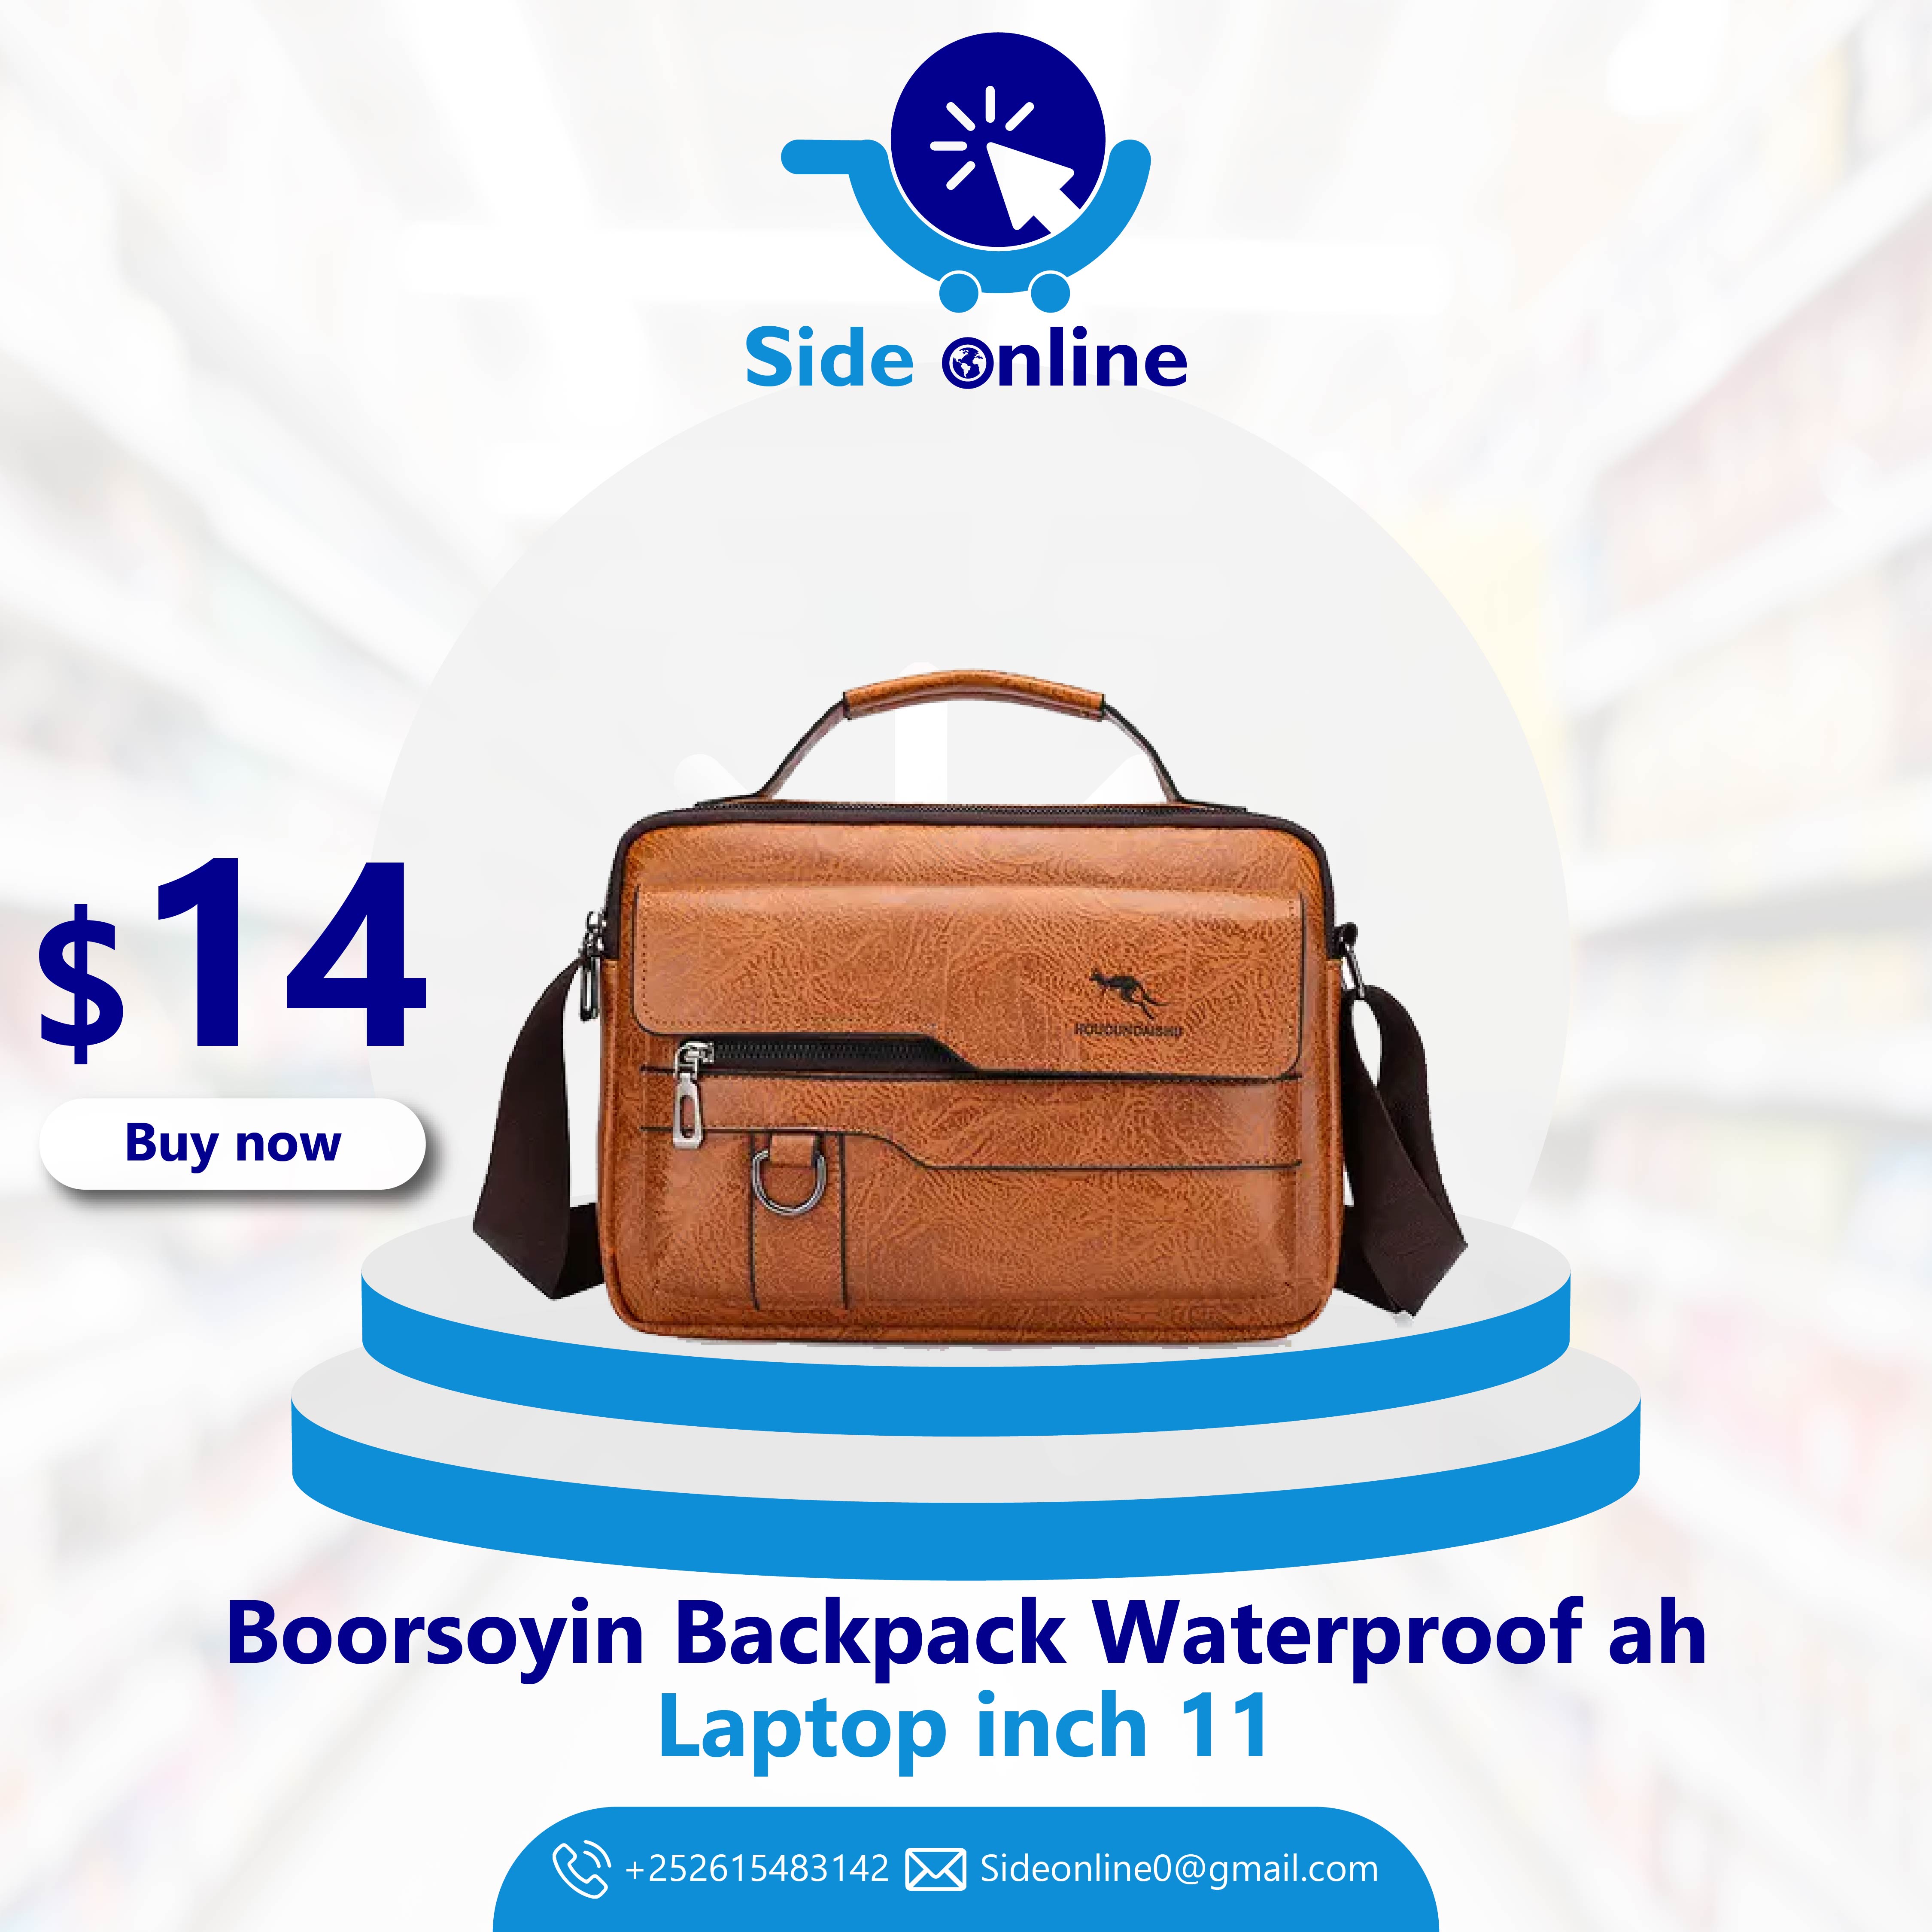 Side Online
$14
Buy now
Boorsoyin Backpack Waterproof ah
Laptop inch 11
+252615483142 Sideonline0@gmail.com